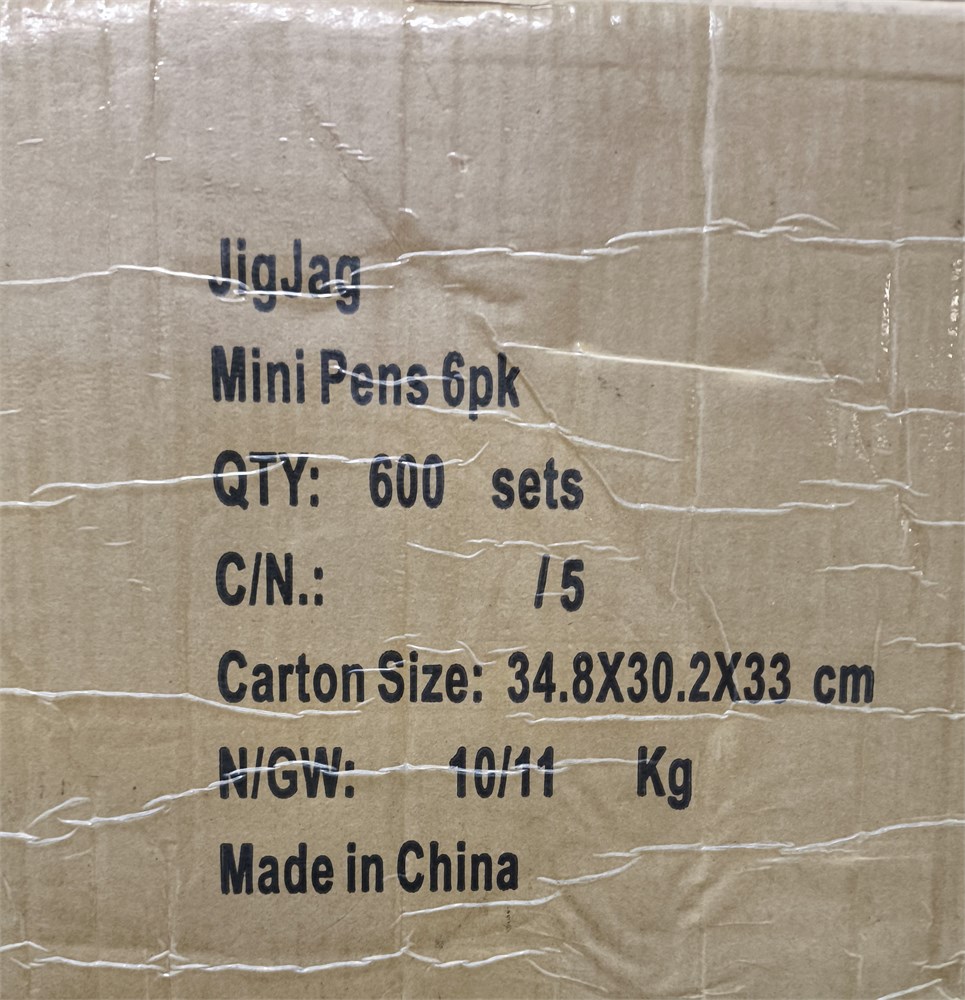 JigJag
Mini Pens 6pk
QTY: 600 sets
C/N.: / 5
Carton Size: 34.8X30.2X33 cm
N/GW: 10/11 Kg
Made in China